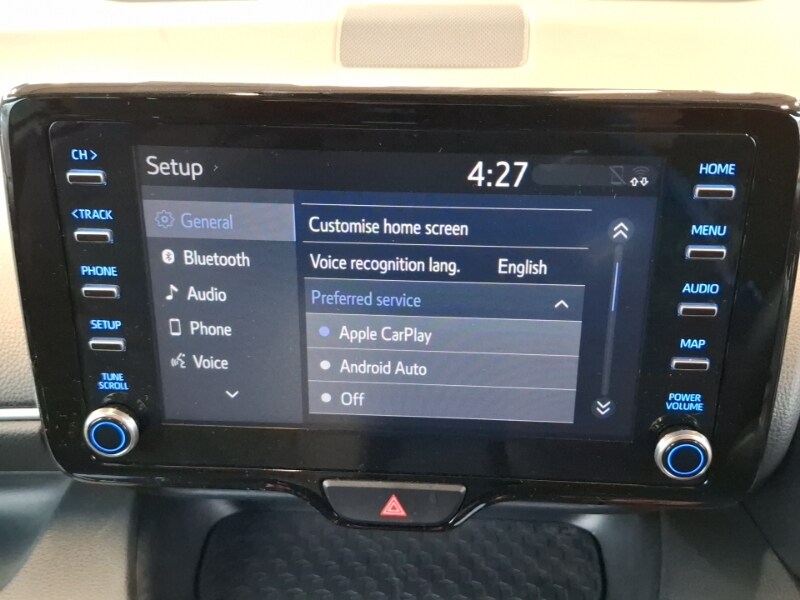 CH >
<TRACK
PHONE
SETUP
TUNE
SCROLL
Setup
4:27
General
Bluetooth
Audio
Phone
Voice
Customise home screen
Voice recognition lang. English
Preferred service
Apple CarPlay
Android Auto
Off
HOME
MENU
AUDIO
MAP
POWER
VOLUME